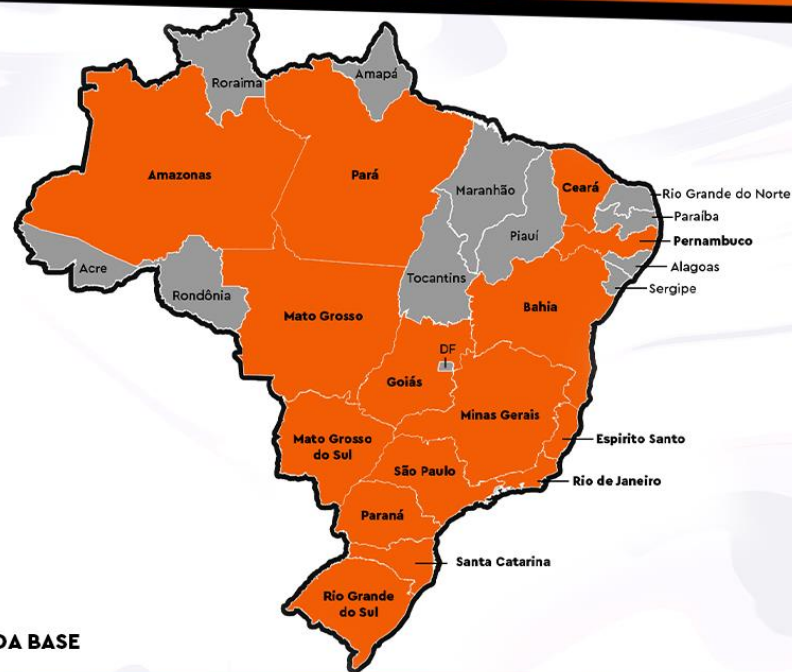 Roraima
Amapá
Amazonas
Pará
Maranhão
Ceará
Rio Grande do Norte
Paraíba
Piauí
Pernambuco
Acre
Rondônia
Tocantins
Alagoas
Sergipe
Mato Grosso
Bahia
DF
Goiás
Minas Gerais
Mato Grosso
do Sul
São Paulo
Espirito Santo
Rio de Janeiro
Paraná
Santa Catarina
Rio Grande
do Sul
DA BASE